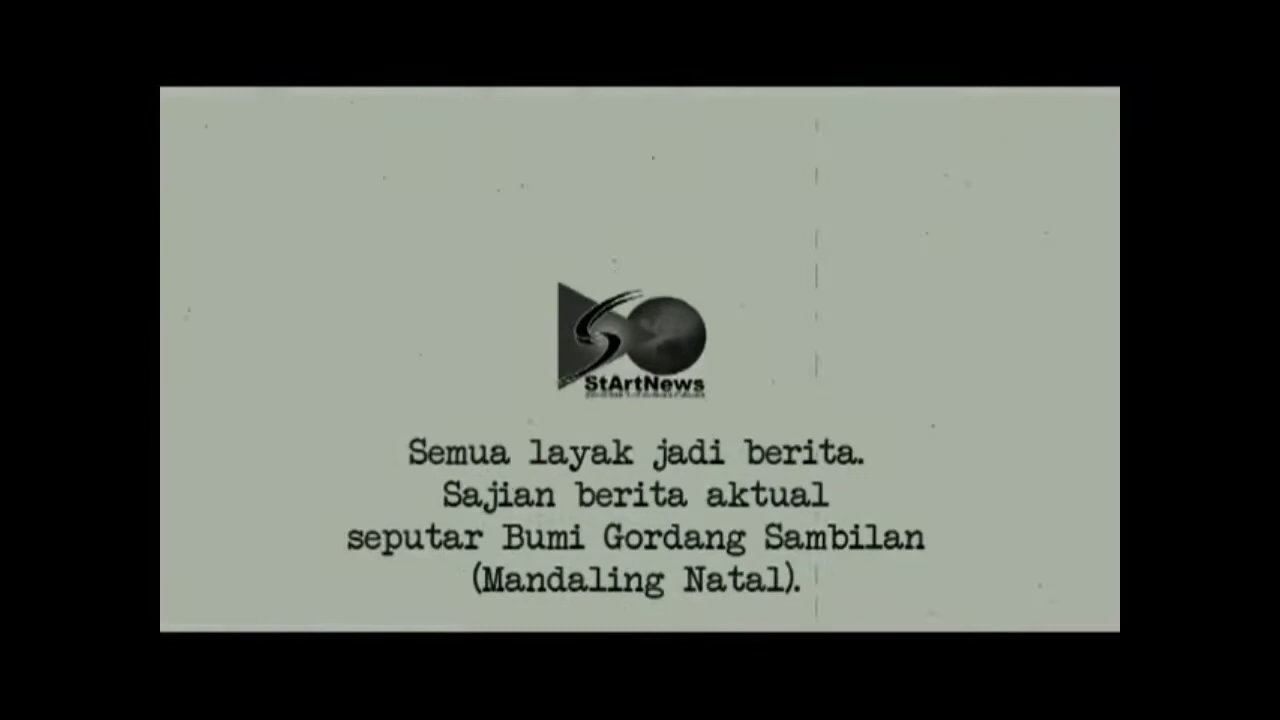 StArtNews
Semua layak jadi berita.
Sajian berita aktual
seputar Bumi Gordang Sambilan
(Mandaling Natal).